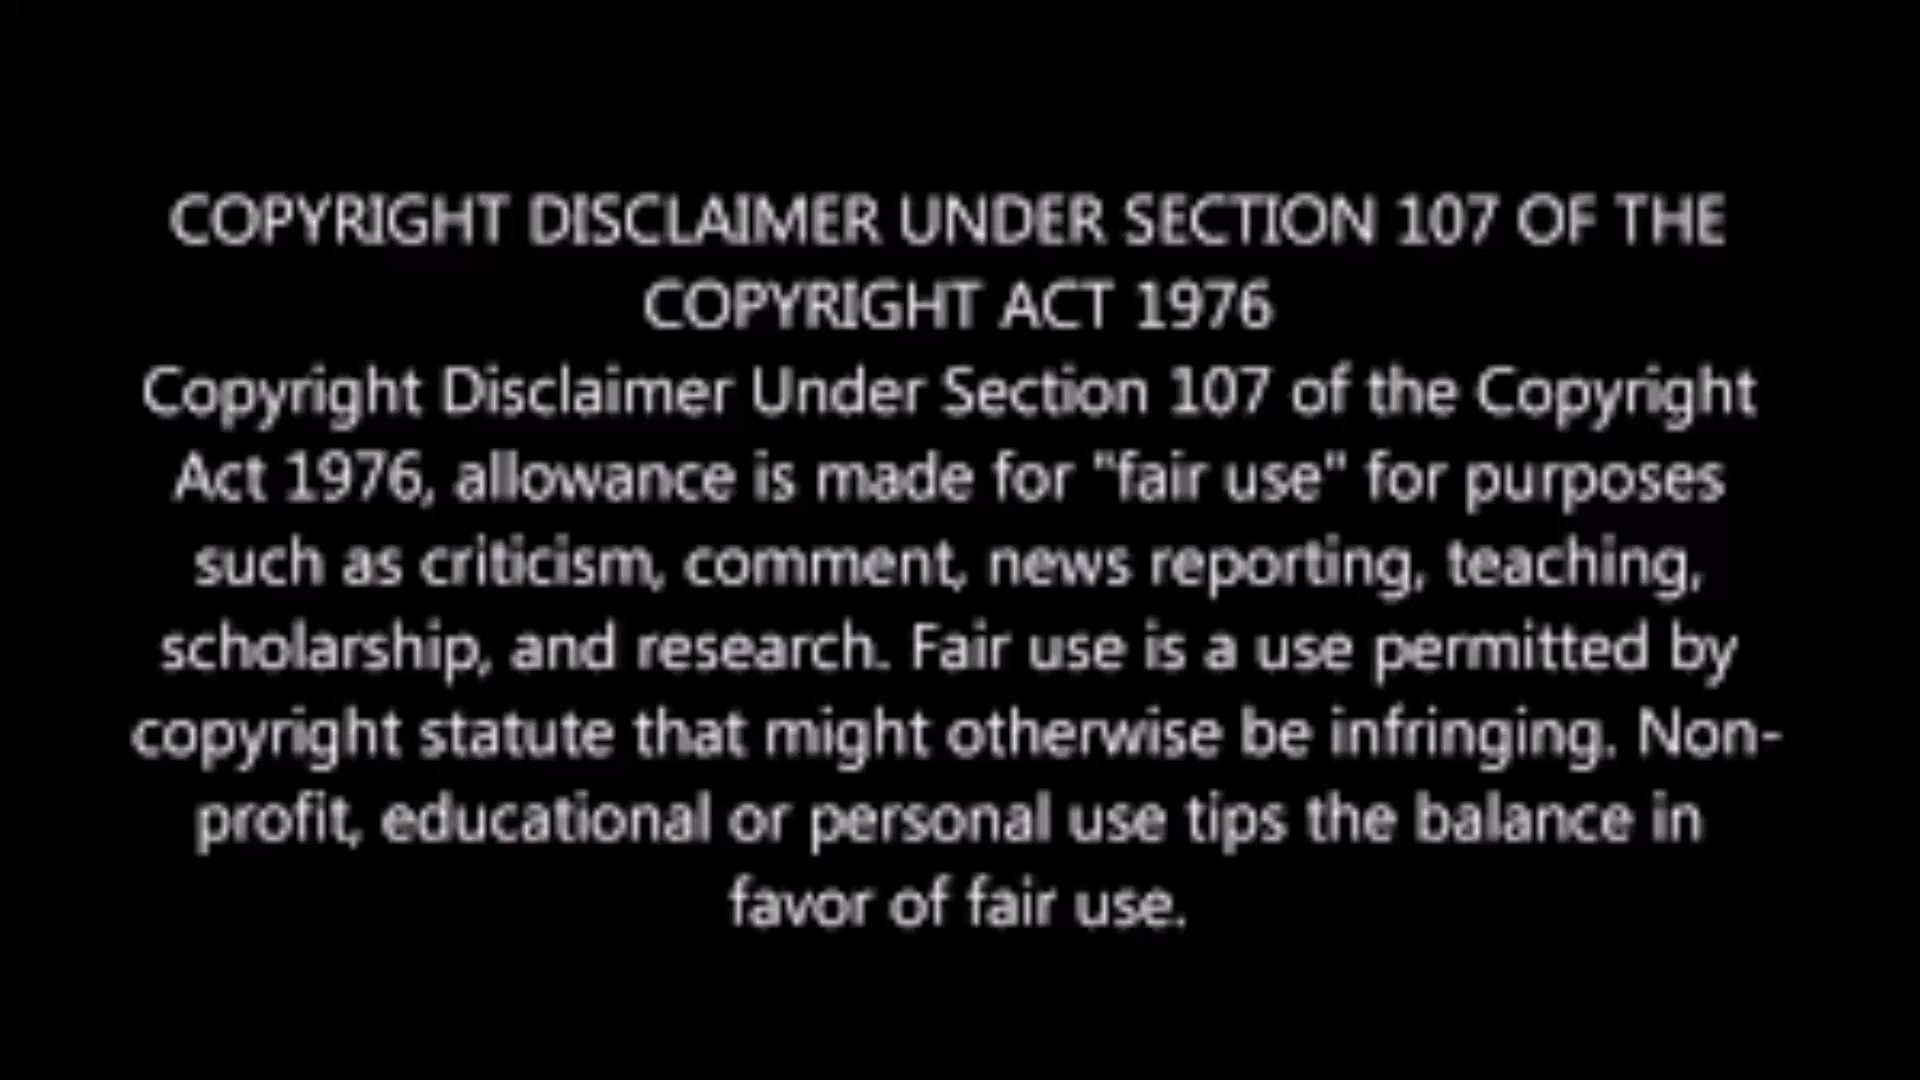 COPYRIGHT DISCLAIMER UNDER SECTION 107 OF THE
COPYRIGHT ACT 1976
Copyright Disclaimer Under Section 107 of the Copyright
Act 1976, allowance is made for "fair use" for purposes
such as criticism, comment, news reporting, teaching,
scholarship, and research. Fair use is a use permitted by
copyright statute that might otherwise be infringing. Non-
profit, educational or personal use tips the balance in
favor of fair use.